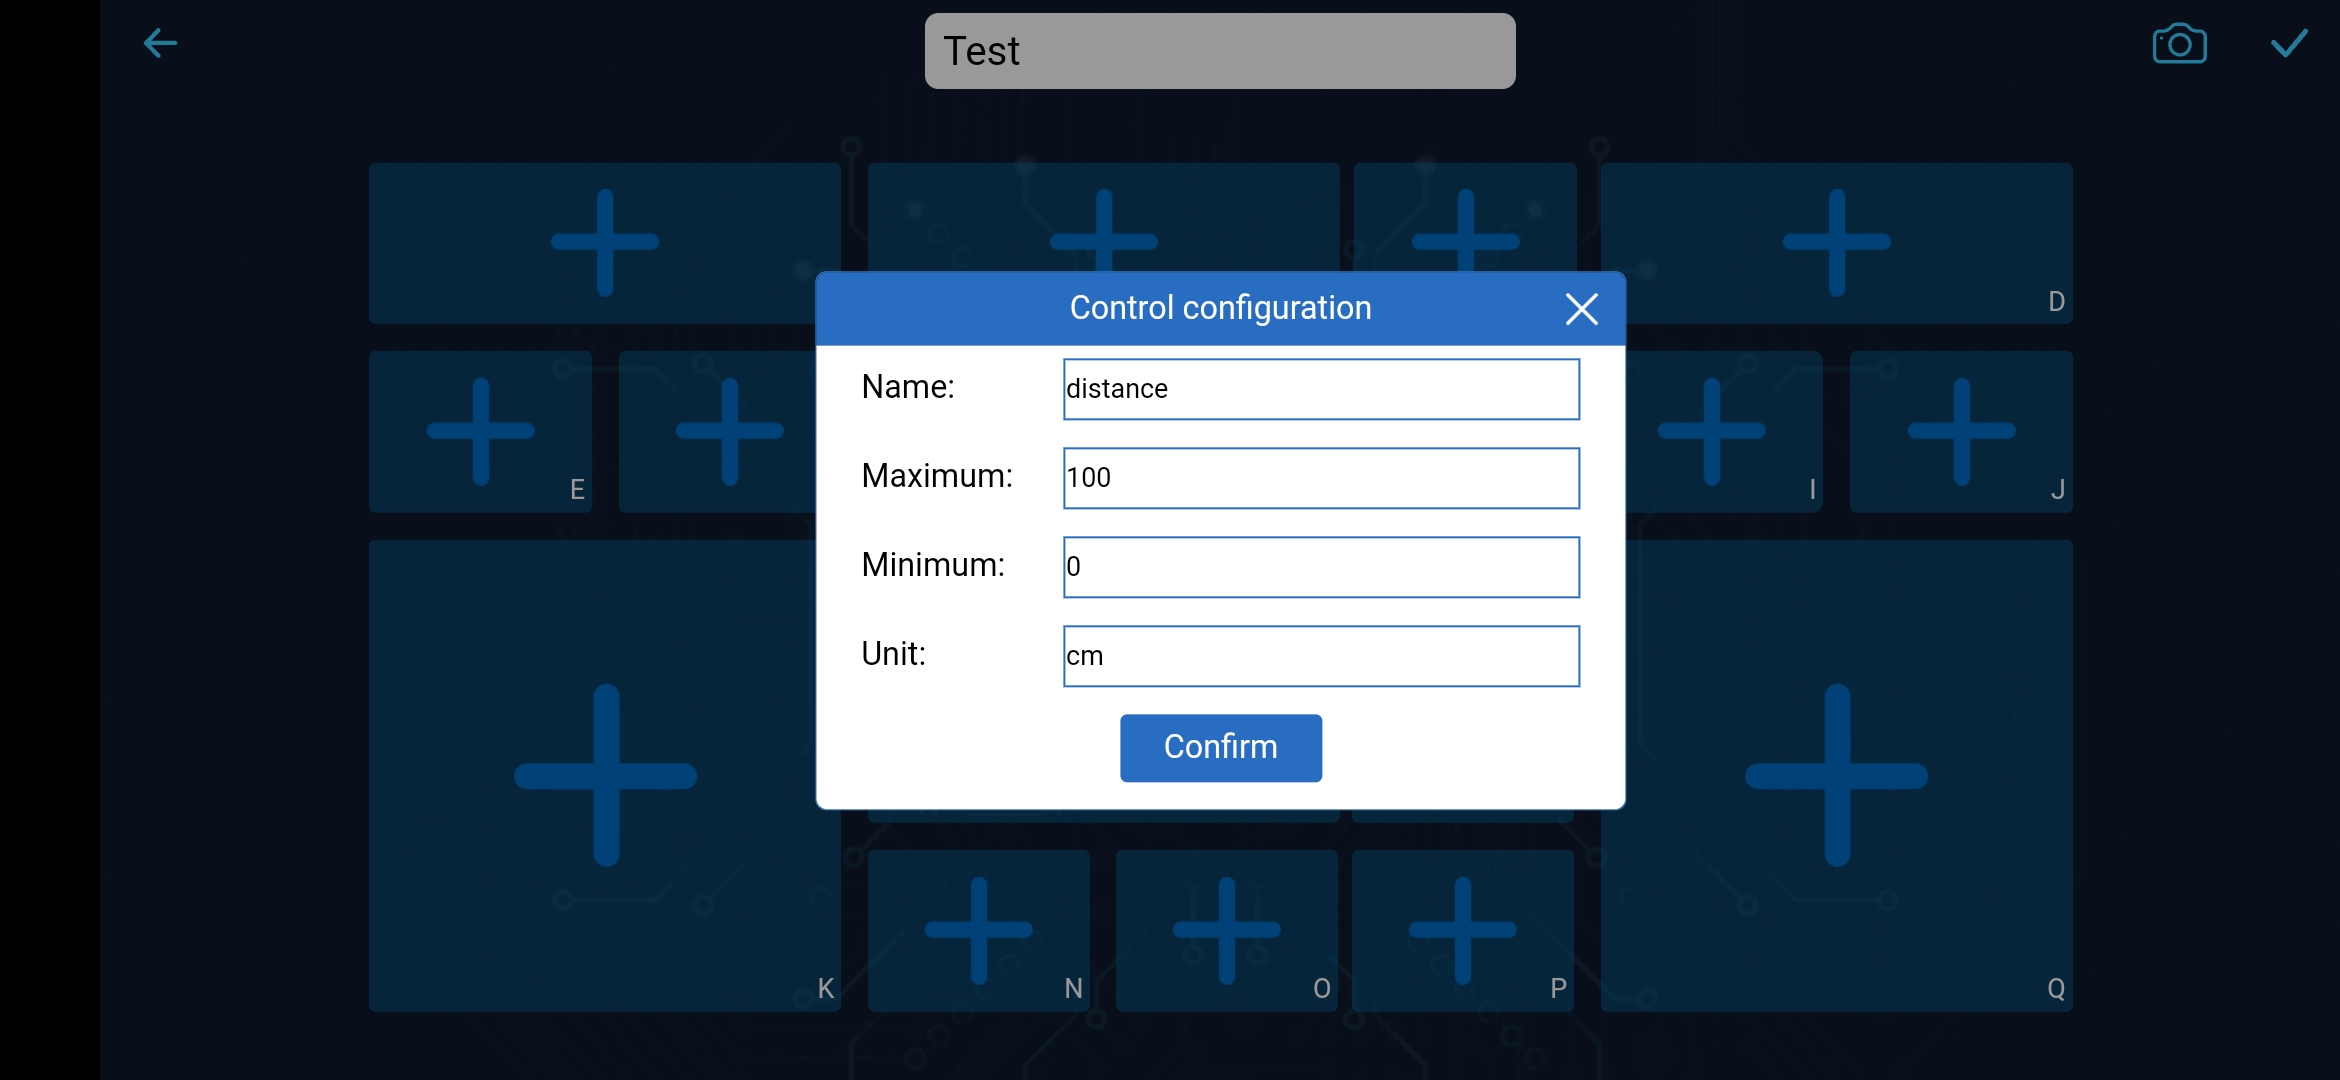 Test
D
Control configuration
Name: distance
E
I
J
Maximum: 100
Minimum: 0
Unit: cm
Confirm
K
N
O
P
Q